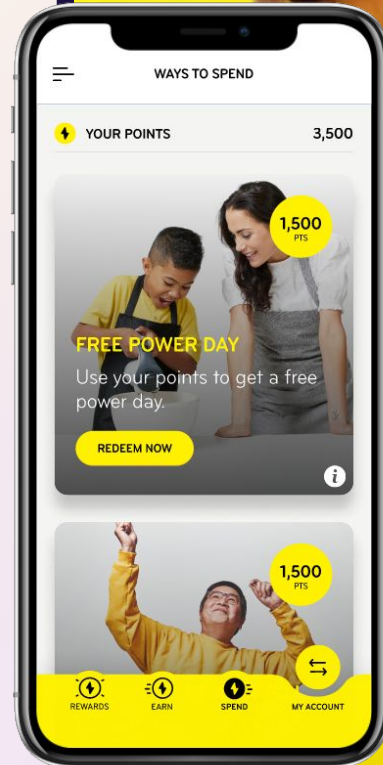 WAYS TO SPEND
YOUR POINTS 3,500
1,500
PTS
FREE POWER DAY
Use your points to get a free
power day.
REDEEM NOW
i
1,500
PTS
REWARDS EARN SPEND MY ACCOUNT